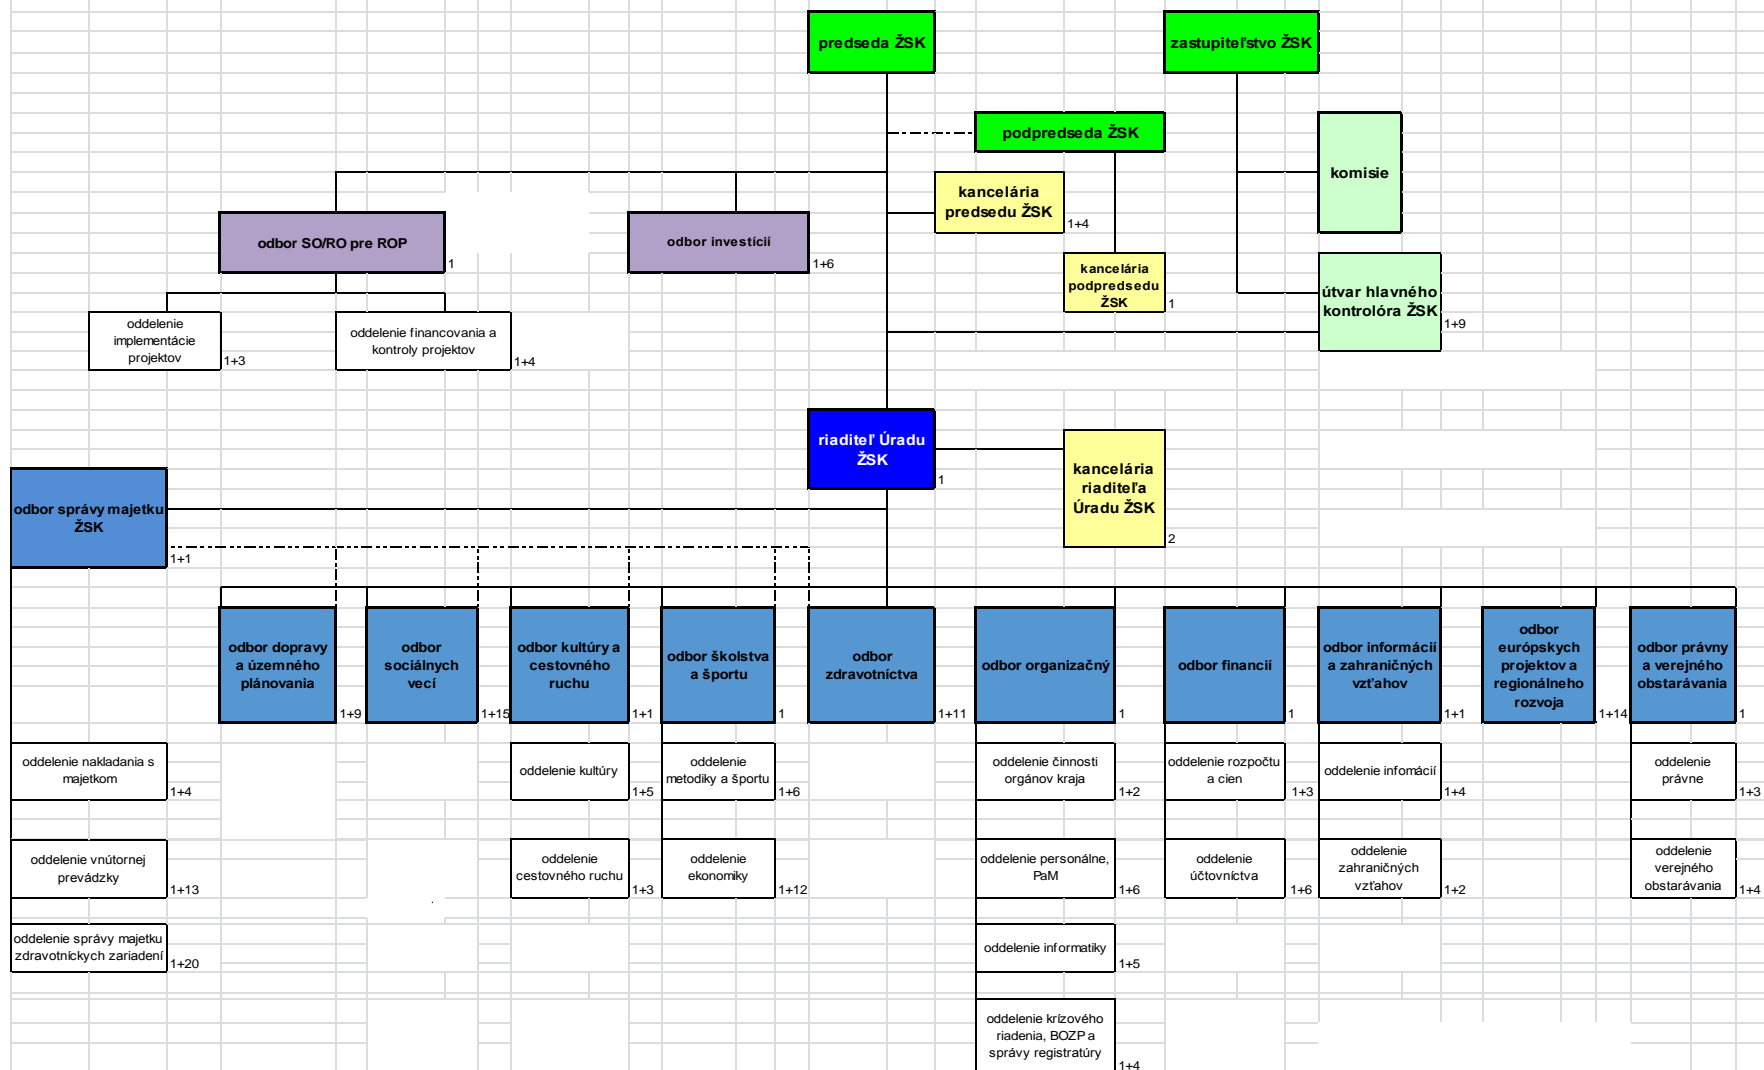 predseda ŽSK
zastupiteľstvo ŽSK
podpredseda ŽSK
komisie
kancelária
predsedu ŽSK
1+4
odbor SO/RO pre ROP
1
odbor investícií
1+6
kancelária
podpredsedu
ŽSK
1
útvar hlavného
kontrolóra ŽSK
1+9
oddelenie
implementácie
projektov
1+3
oddelenie financovania a
kontroly projektov
1+4
riaditeľ Úradu
ŽSK
1
kancelária
riaditeľa
Úradu ŽSK
2
odbor správy majetku
ŽSK
1+1
odbor dopravy
a územného
plánovania
1+9
odbor
sociálnych
vecí
1+15
odbor kultúry a
cestovného
ruchu
1+1
odbor školstva
a športu
1
odbor
zdravotníctva
1+11
odbor organizačný
1
odbor financií
1
odbor informácií
a zahraničných
vzťahov
1+1
odbor
európskych
projektov a
regionálneho
rozvoja
1+14
odbor právny
a verejného
obstarávania
1
oddelenie nakladania s
majetkom
1+4
oddelenie kultúry
1+5
oddelenie
metodiky a športu
1+6
oddelenie činnosti
orgánov kraja
1+2
oddelenie rozpočtu
a cien
1+3
oddelenie infomácií
1+4
oddelenie
právne
1+3
oddelenie vnútornej
prevádzky
1+13
oddelenie
cestovného ruchu
1+3
oddelenie
ekonomiky
1+12
oddelenie personálne,
PaM
1+6
oddelenie
účtovníctva
1+6
oddelenie
zahraničných
vzťahov
1+2
oddelenie
verejného
obstarávania
1+4
oddelenie správy majetku
zdravotníckych zariadení
1+20
oddelenie informatiky
1+5
oddelenie krízového
riadenia, BOZP a
správy registratúry
1+4